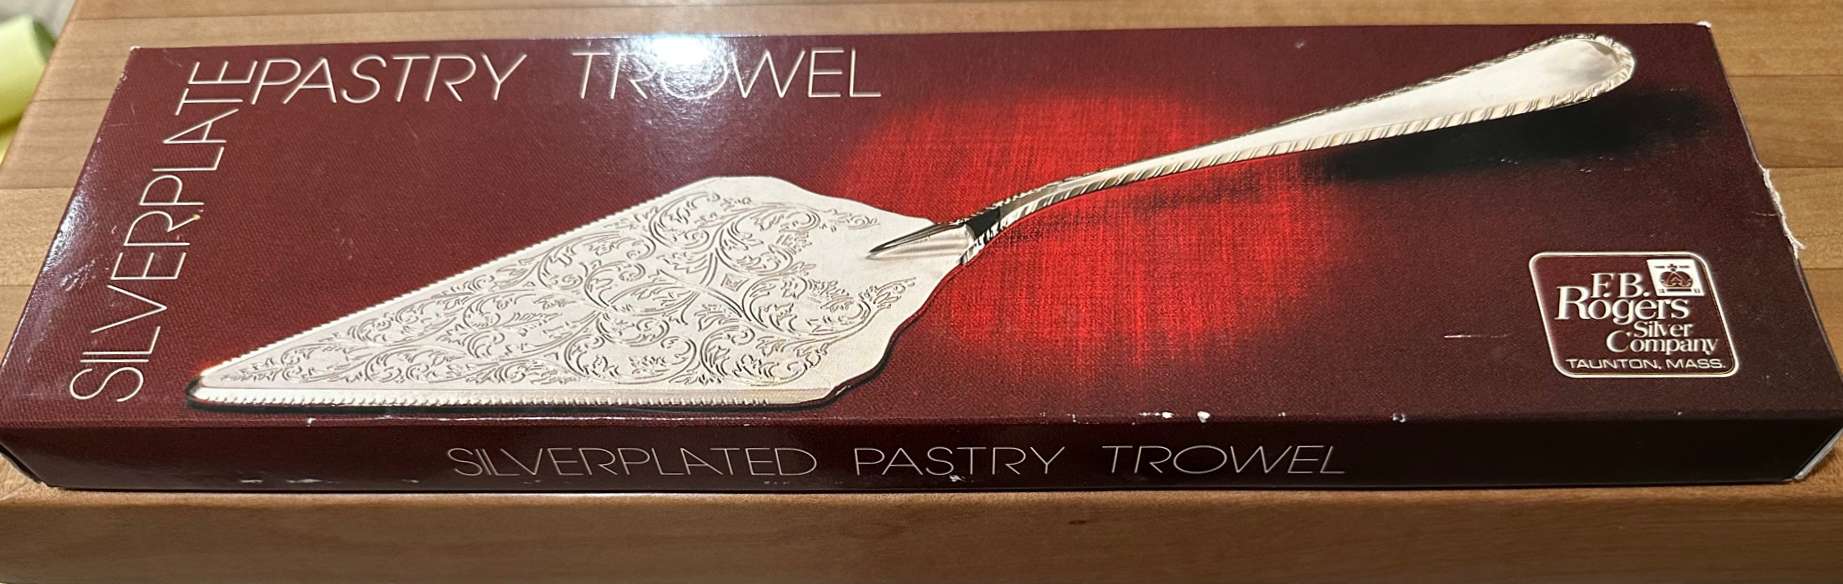 SILVERPLATE
PASTRY TROWEL
F.B.
Rogers
Silver
Company
TAUNTON, MASS.
SILVERPLATED PASTRY TROWEL